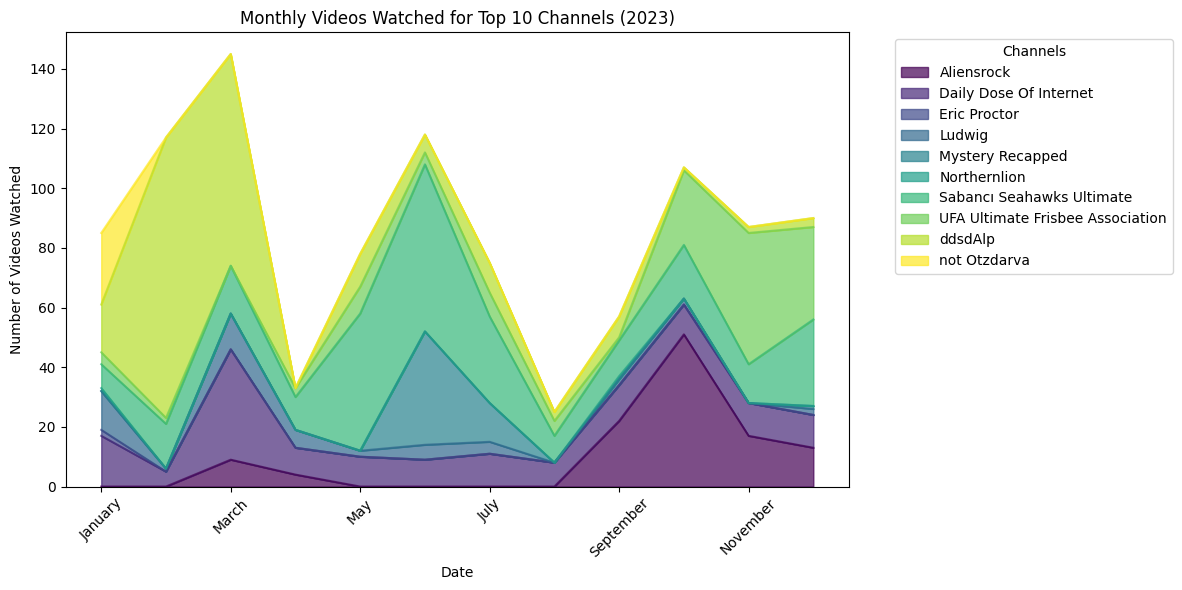 Monthly Videos Watched for Top 10 Channels (2023)
Number of Videos Watched
140
120
100
80
60
40
20
0
January
March
May
July
September
November
Date
Channels
Aliensrock
Daily Dose Of Internet
Eric Proctor
Ludwig
Mystery Recapped
Northernlion
Sabancı Seahawks Ultimate
UFA Ultimate Frisbee Association
ddsdAlp
not Otzdarva